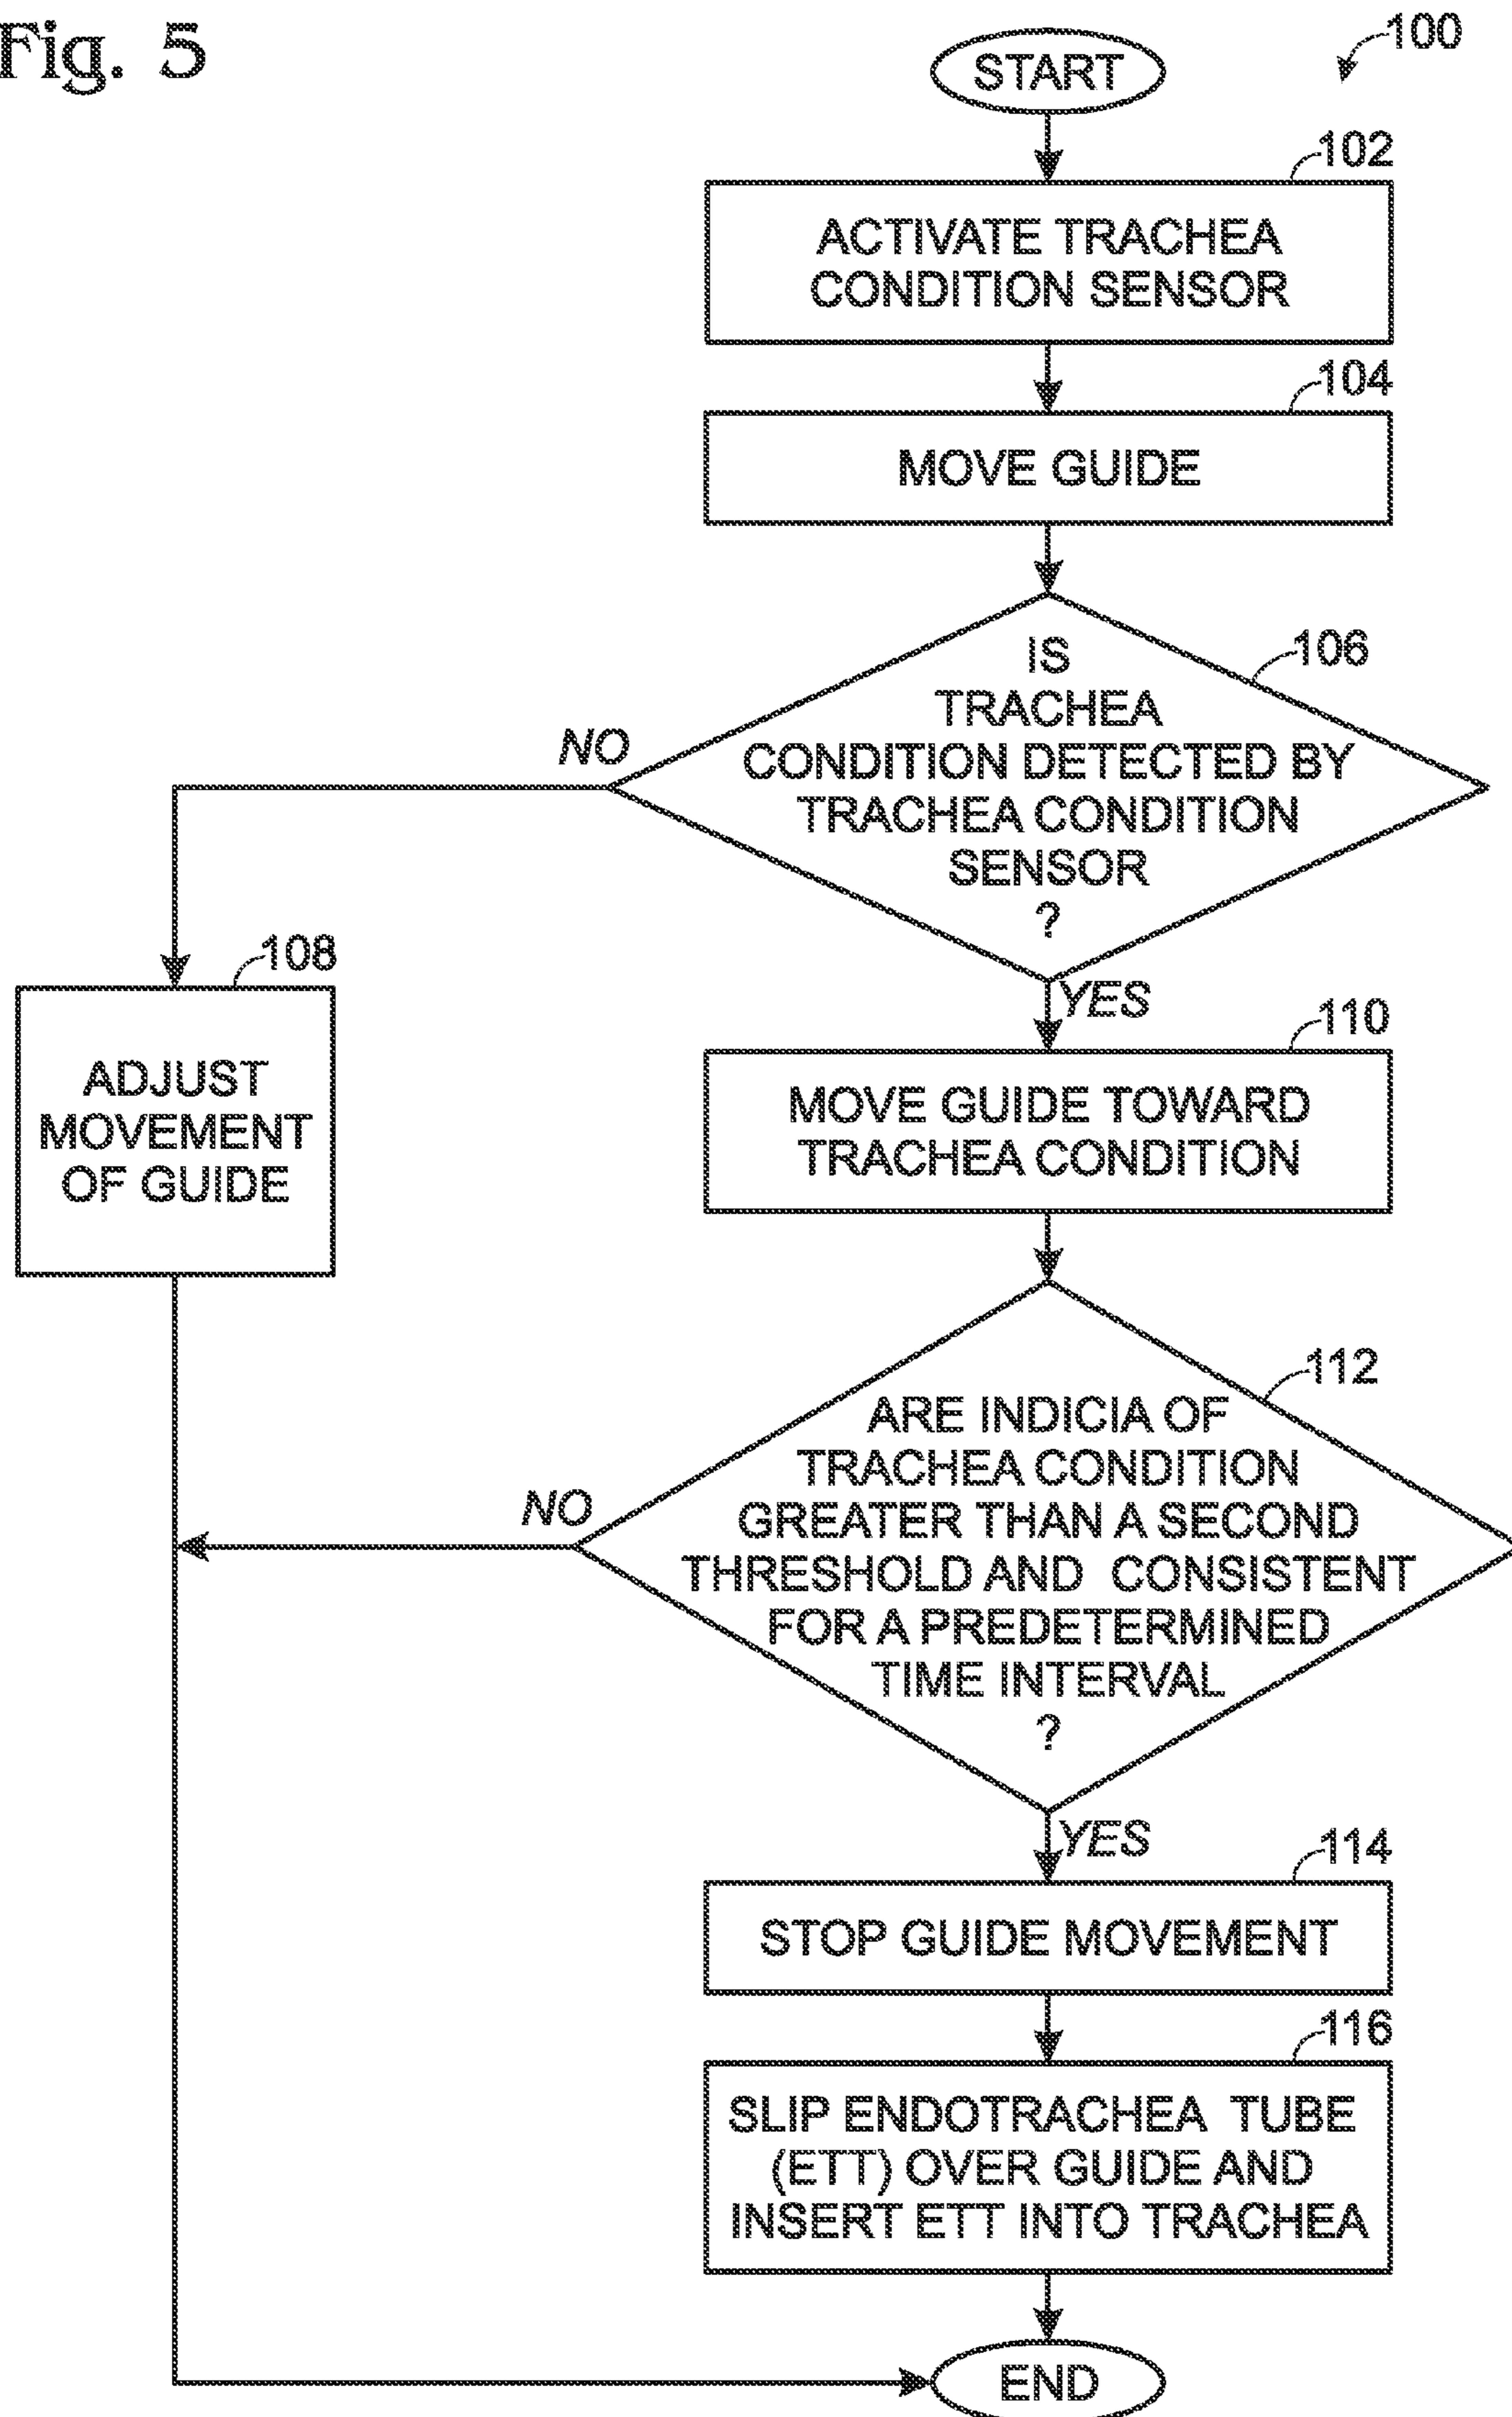 Fig. 5
100
START
102
ACTIVATE TRACHEA
CONDITION SENSOR
104
MOVE GUIDE
106
IS
TRACHEA
CONDITION DETECTED BY
TRACHEA CONDITION
SENSOR
?
NO
YES
108
ADJUST
MOVEMENT
OF GUIDE
110
MOVE GUIDE TOWARD
TRACHEA CONDITION
112
ARE INDICIA OF
TRACHEA CONDITION
GREATER THAN A SECOND
THRESHOLD AND CONSISTENT
FOR A PREDETERMINED
TIME INTERVAL
?
NO
YES
114
STOP GUIDE MOVEMENT
116
SLIP ENDOTRACHEA TUBE
(ETT) OVER GUIDE AND
INSERT ETT INTO TRACHEA
END